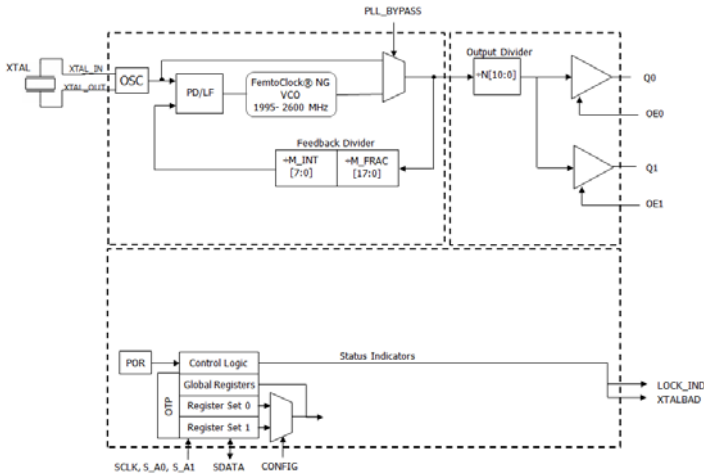 PLL_BYPASS
XTAL
XTAL_IN
XTAL_OUT
OSC
PD/LF
FemtoClock® NG
VCO
1995- 2600 MHz
Output Divider
÷N[10:0]
Q0
OE0
Feedback Divider
÷M_INT
[7:0]
÷M_FRAC
[17:0]
Q1
OE1
POR
Control Logic
Status Indicators
OTP
Global Registers
Register Set 0
Register Set 1
LOCK_IND
XTALBAD
SCLK, S_A0, S_A1
SDATA
CONFIG